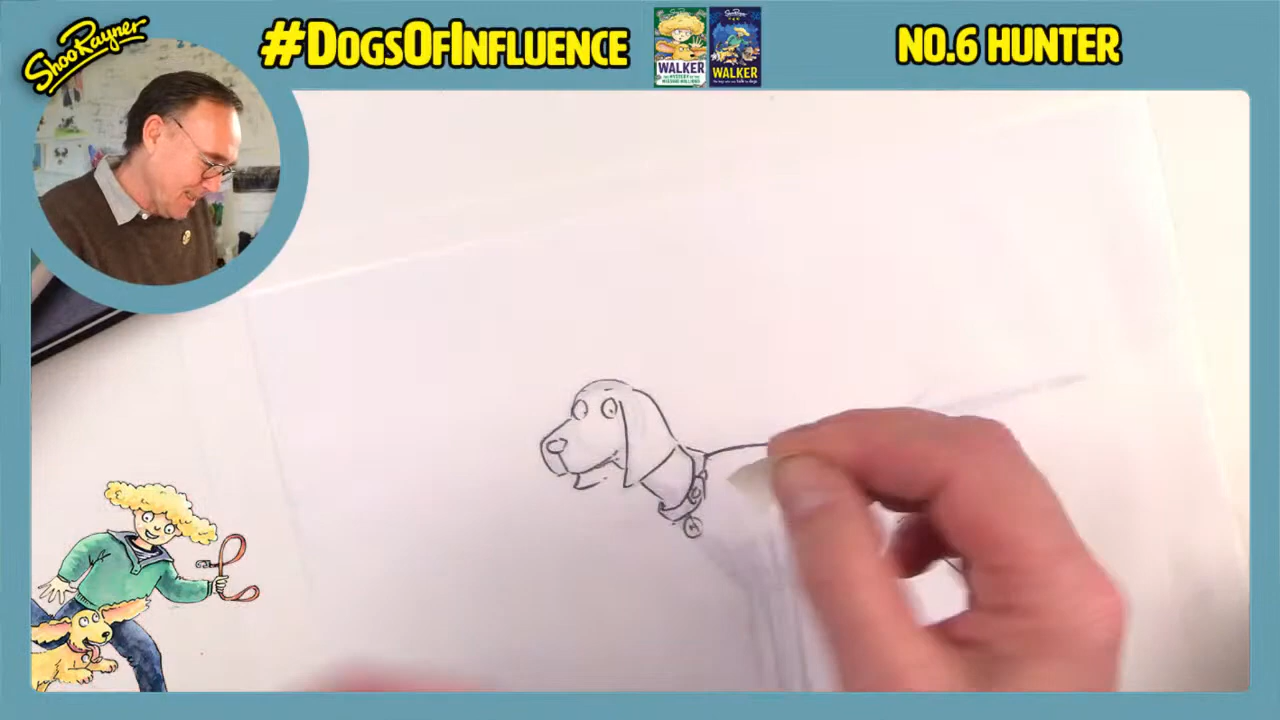 ShooRayner
#DOGSOFINFLUENCE
WALKER
WALKER
NO.6 HUNTER